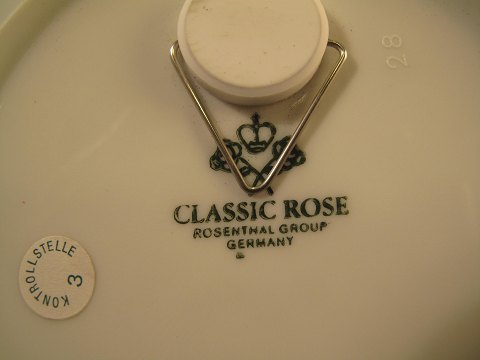 28
CLASSIC ROSE
ROSENTHAL GROUP
GERMANY
KONTROLLSTELLE
3